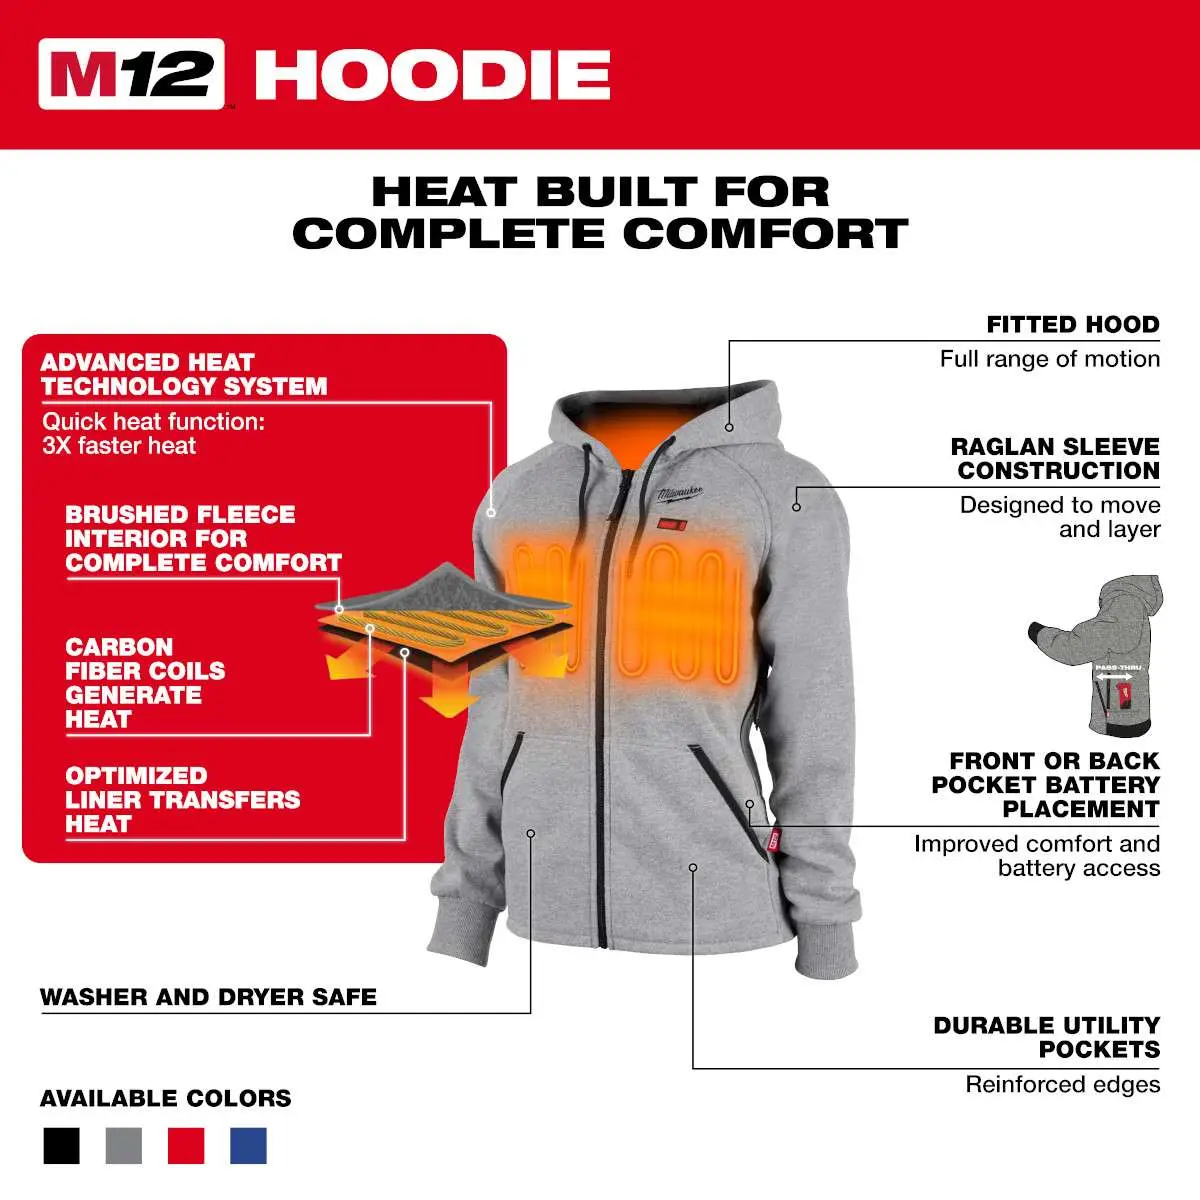 M12™ HOODIE
HEAT BUILT FOR
COMPLETE COMFORT
ADVANCED HEAT
TECHNOLOGY SYSTEM
Quick heat function:
3X faster heat
BRUSHED FLEECE
INTERIOR FOR
COMPLETE COMFORT
CARBON
FIBER COILS
GENERATE
HEAT
OPTIMIZED
LINER TRANSFERS
HEAT
WASHER AND DRYER SAFE
AVAILABLE COLORS
Milwaukee
FITTED HOOD
Full range of motion
RAGLAN SLEEVE
CONSTRUCTION
Designed to move
and layer
PASS-THRU
FRONT OR BACK
POCKET BATTERY
PLACEMENT
Improved comfort and
battery access
DURABLE UTILITY
POCKETS
Reinforced edges